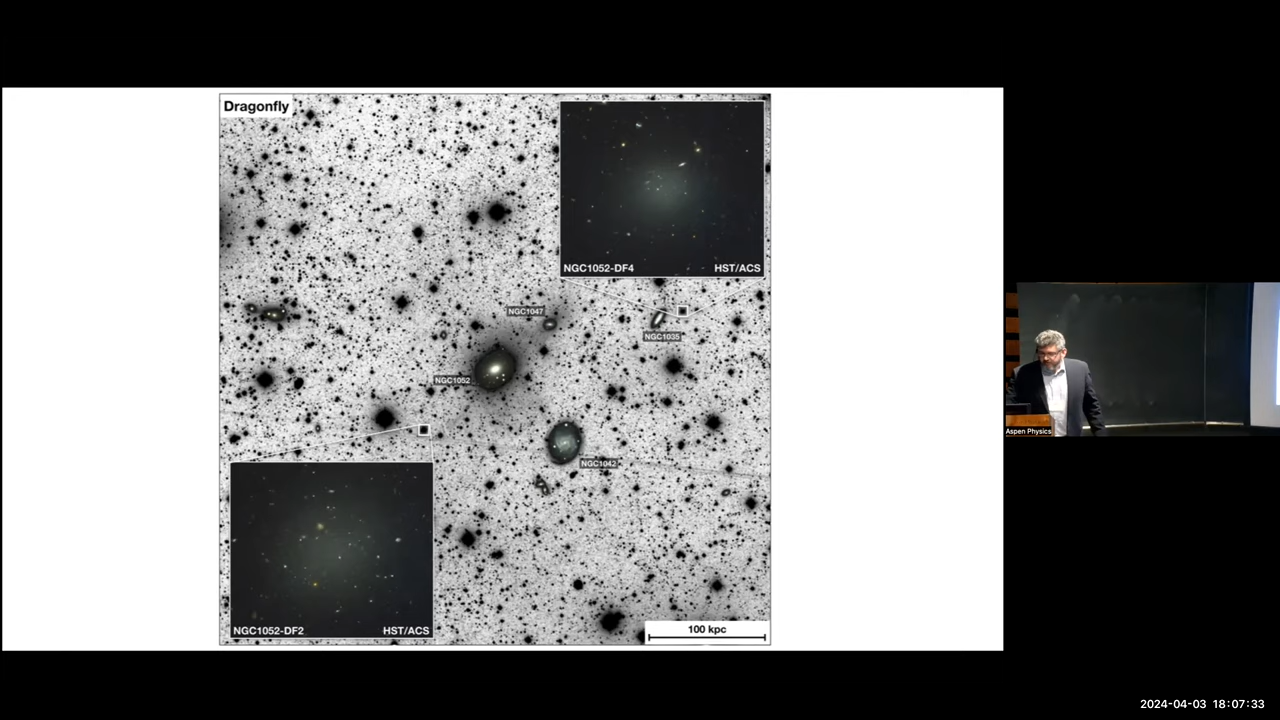 Dragonfly
NGC1052-DF4 HST/ACS
NGC1047
NGC1035
NGC1052
NGC1042
NGC1052-DF2 HST/ACS
100 kpc
Aspen Physics
2024-04-03 18:07:33